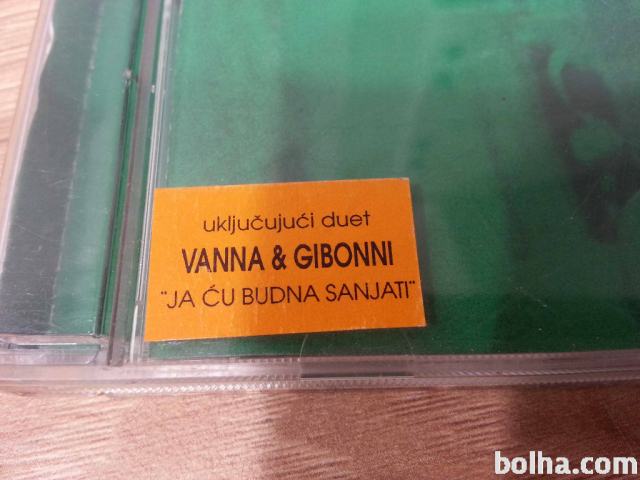 uključujući duet
VANNA & GIBONNI
"JA ĆU BUDNA SANJATI"
bolha.com